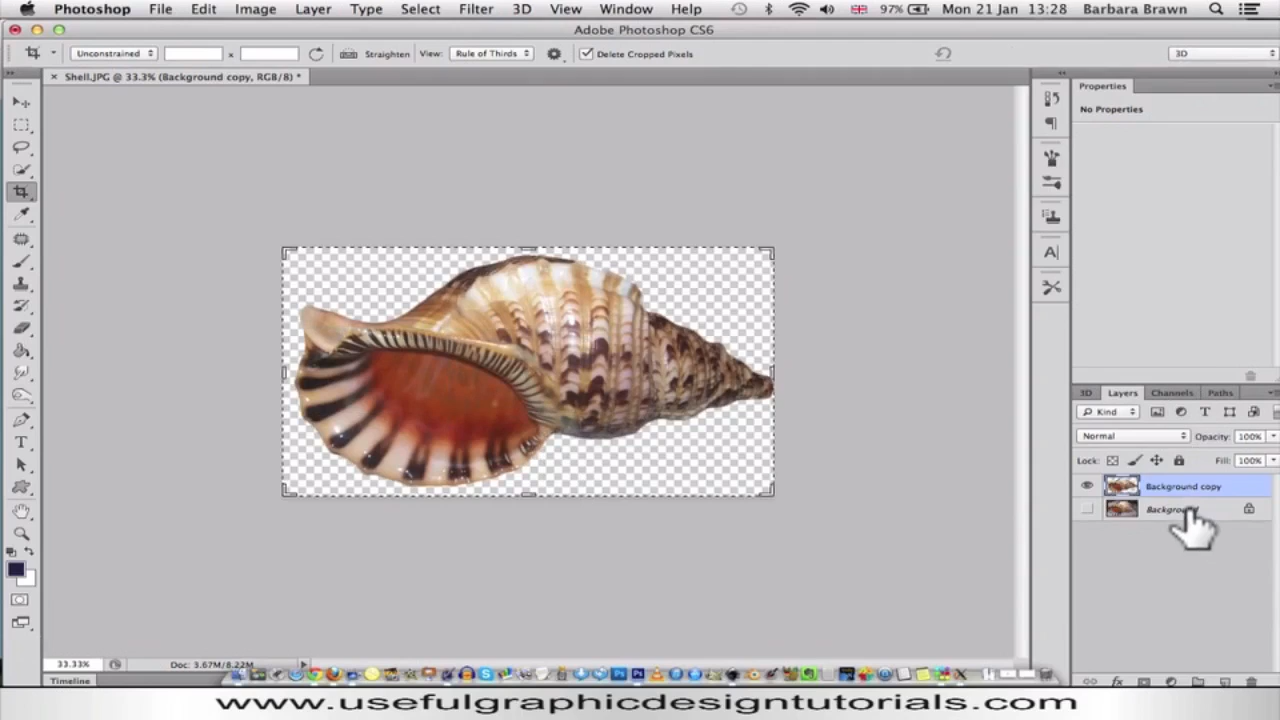 Photoshop File Edit Image Layer Type Select Filter 3D View Window Help 97% Mon 21 Jan 13:28 Barbara Brawn
Adobe Photoshop CS6
Unconstrained x Straighten View: Rule of Thirds Delete Cropped Pixels 3D
× Shell.JPG @ 33.3% (Background copy, RGB/8) *
Properties
No Properties
3D Layers Channels Paths
Kind
Normal Opacity: 100%
Lock: Fill: 100%
Background copy
33.33% Doc: 3.67M/8.22M
Timeline
www.usefulgraphicdesigntutorials.com